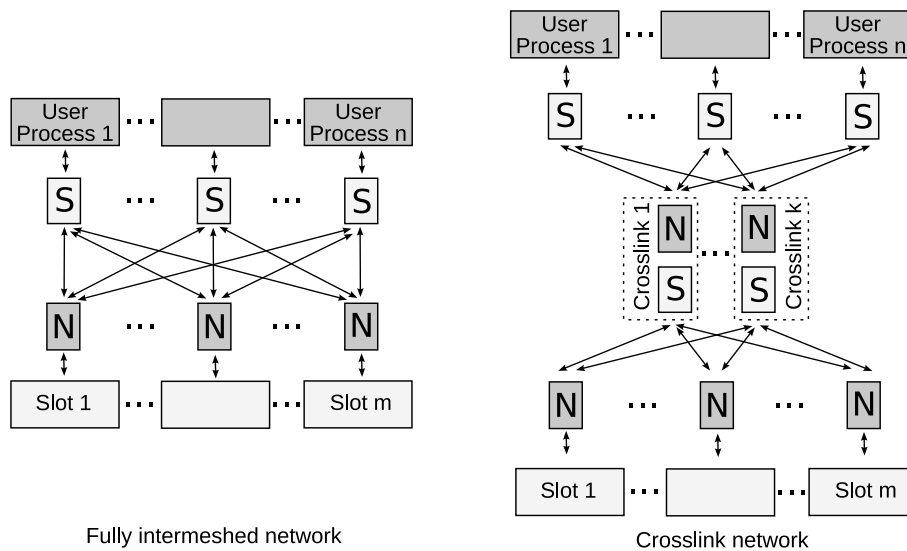 User
Process 1
User
Process n
S
S
S
N
N
N
Slot 1
Slot m
Fully intermeshed network
User
Process 1
User
Process n
S
S
S
Crosslink 1
N
S
N
S
Crosslink k
N
N
N
Slot 1
Slot m
Crosslink network